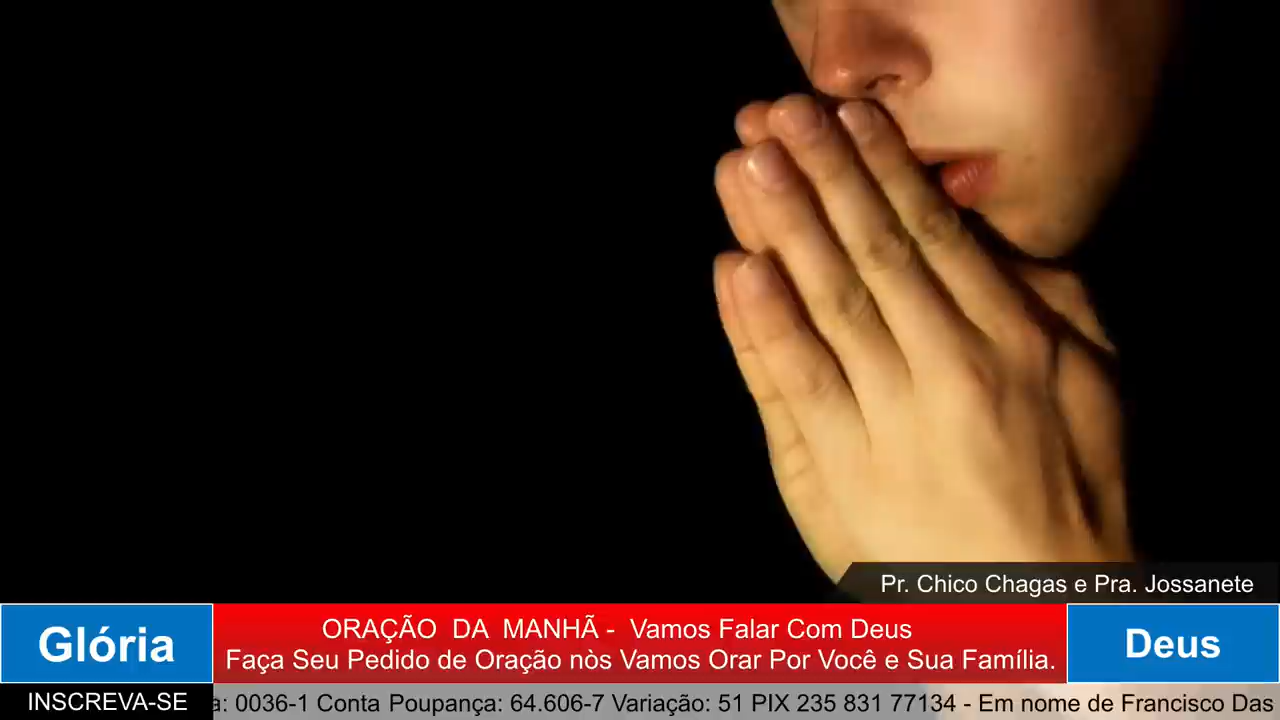 Pr. Chico Chagas e Pra. Jossanete
Glória
ORAÇÃO DA MANHÃ - Vamos Falar Com Deus
Faça Seu Pedido de Oração nòs Vamos Orar Por Você e Sua Família.
Deus
INSCREVA-SE
a: 0036-1 Conta Poupança: 64.606-7 Variação: 51 PIX 235 831 77134 - Em nome de Francisco Das